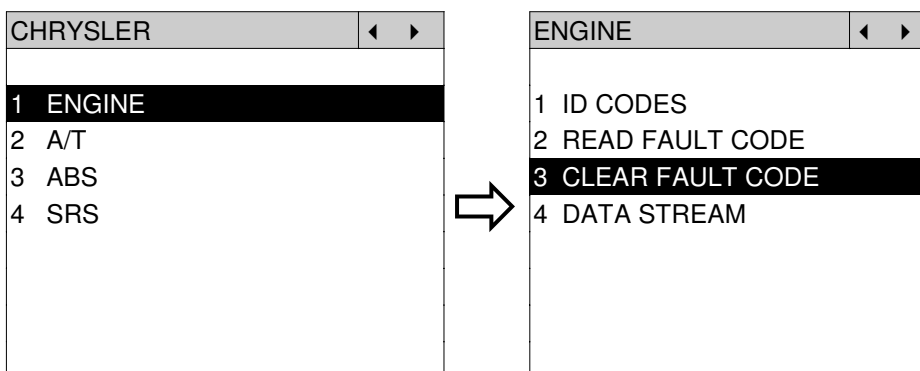 CHRYSLER
1 ENGINE
2 A/T
3 ABS
4 SRS
ENGINE
1 ID CODES
2 READ FAULT CODE
3 CLEAR FAULT CODE
4 DATA STREAM